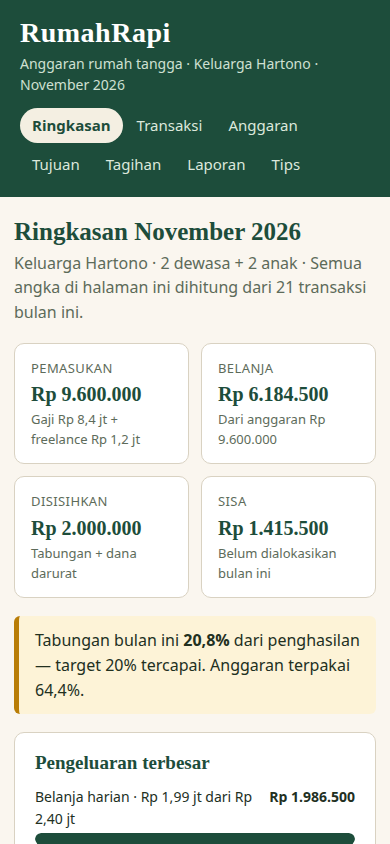 RumahRapi
Anggaran rumah tangga · Keluarga Hartono ·
November 2026
Ringkasan Transaksi Anggaran
Tujuan Tagihan Laporan Tips
Ringkasan November 2026
Keluarga Hartono · 2 dewasa + 2 anak · Semua
angka di halaman ini dihitung dari 21 transaksi
bulan ini.
PEMASUKAN
Rp 9.600.000
Gaji Rp 8,4 jt +
freelance Rp 1,2 jt
BELANJA
Rp 6.184.500
Dari anggaran Rp
9.600.000
DISISIHKAN
Rp 2.000.000
Tabungan + dana
darurat
SISA
Rp 1.415.500
Belum dialokasikan
bulan ini
Tabungan bulan ini 20,8% dari penghasilan
— target 20% tercapai. Anggaran terpakai
64,4%.
Pengeluaran terbesar
Belanja harian · Rp 1,99 jt dari Rp
2,40 jt
Rp 1.986.500